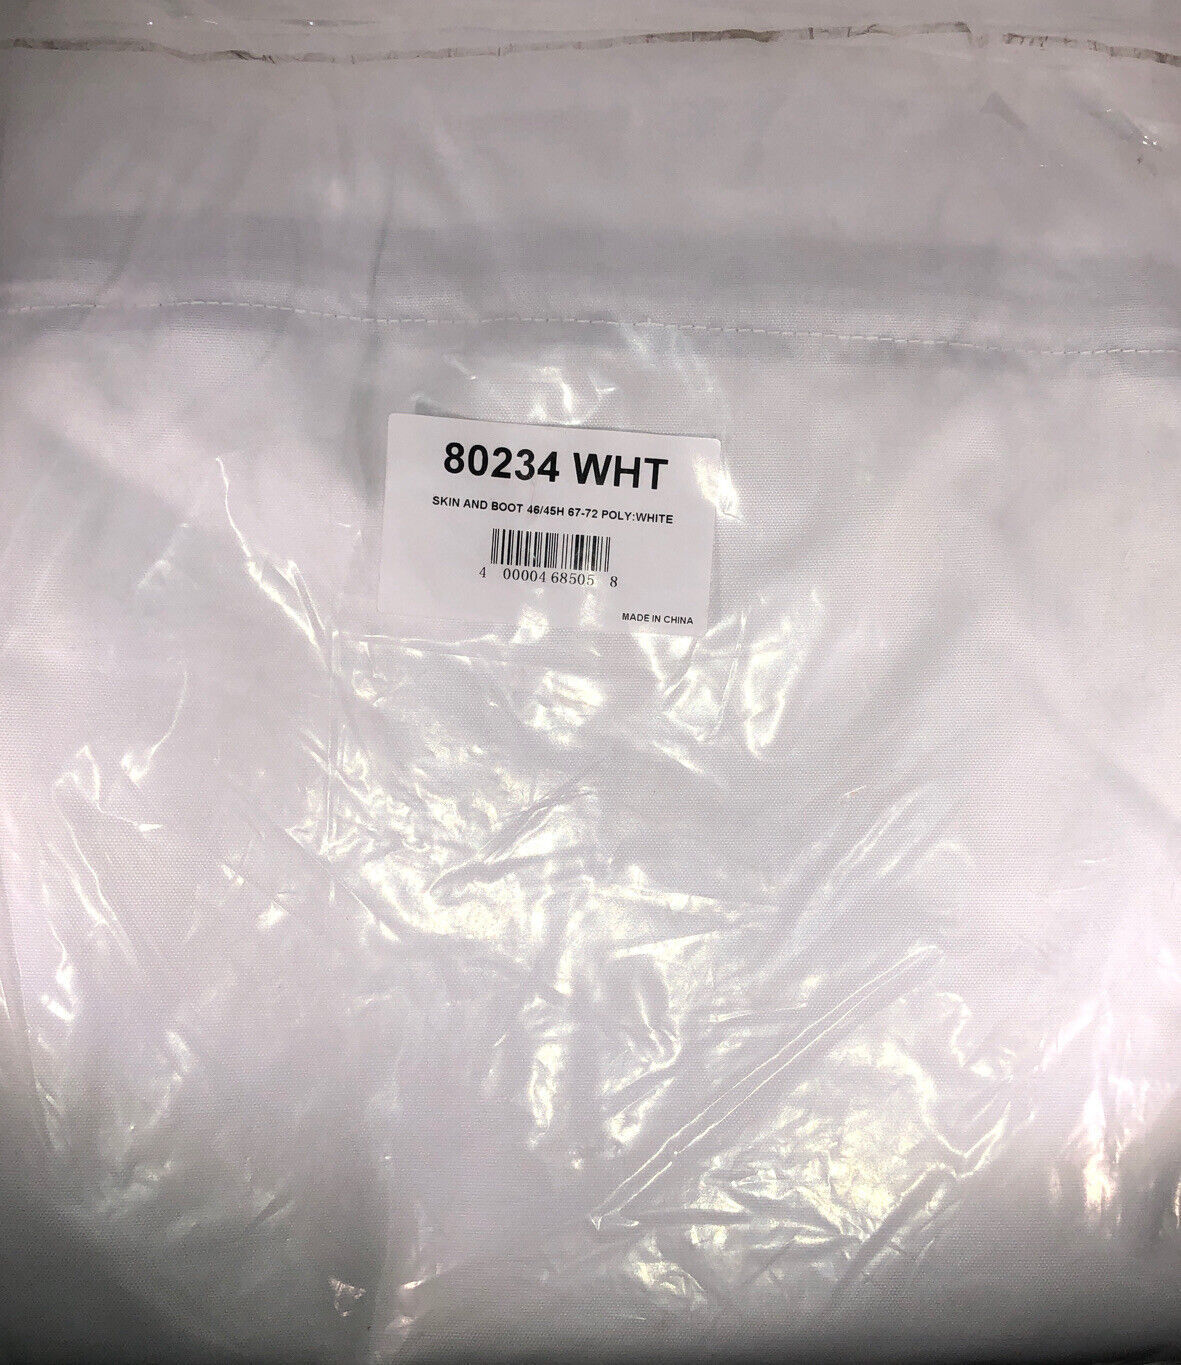 80234 WHT
SKIN AND BOOT 46/45H 67-72 POLY:WHITE
4 00004 68505 8
MADE IN CHINA